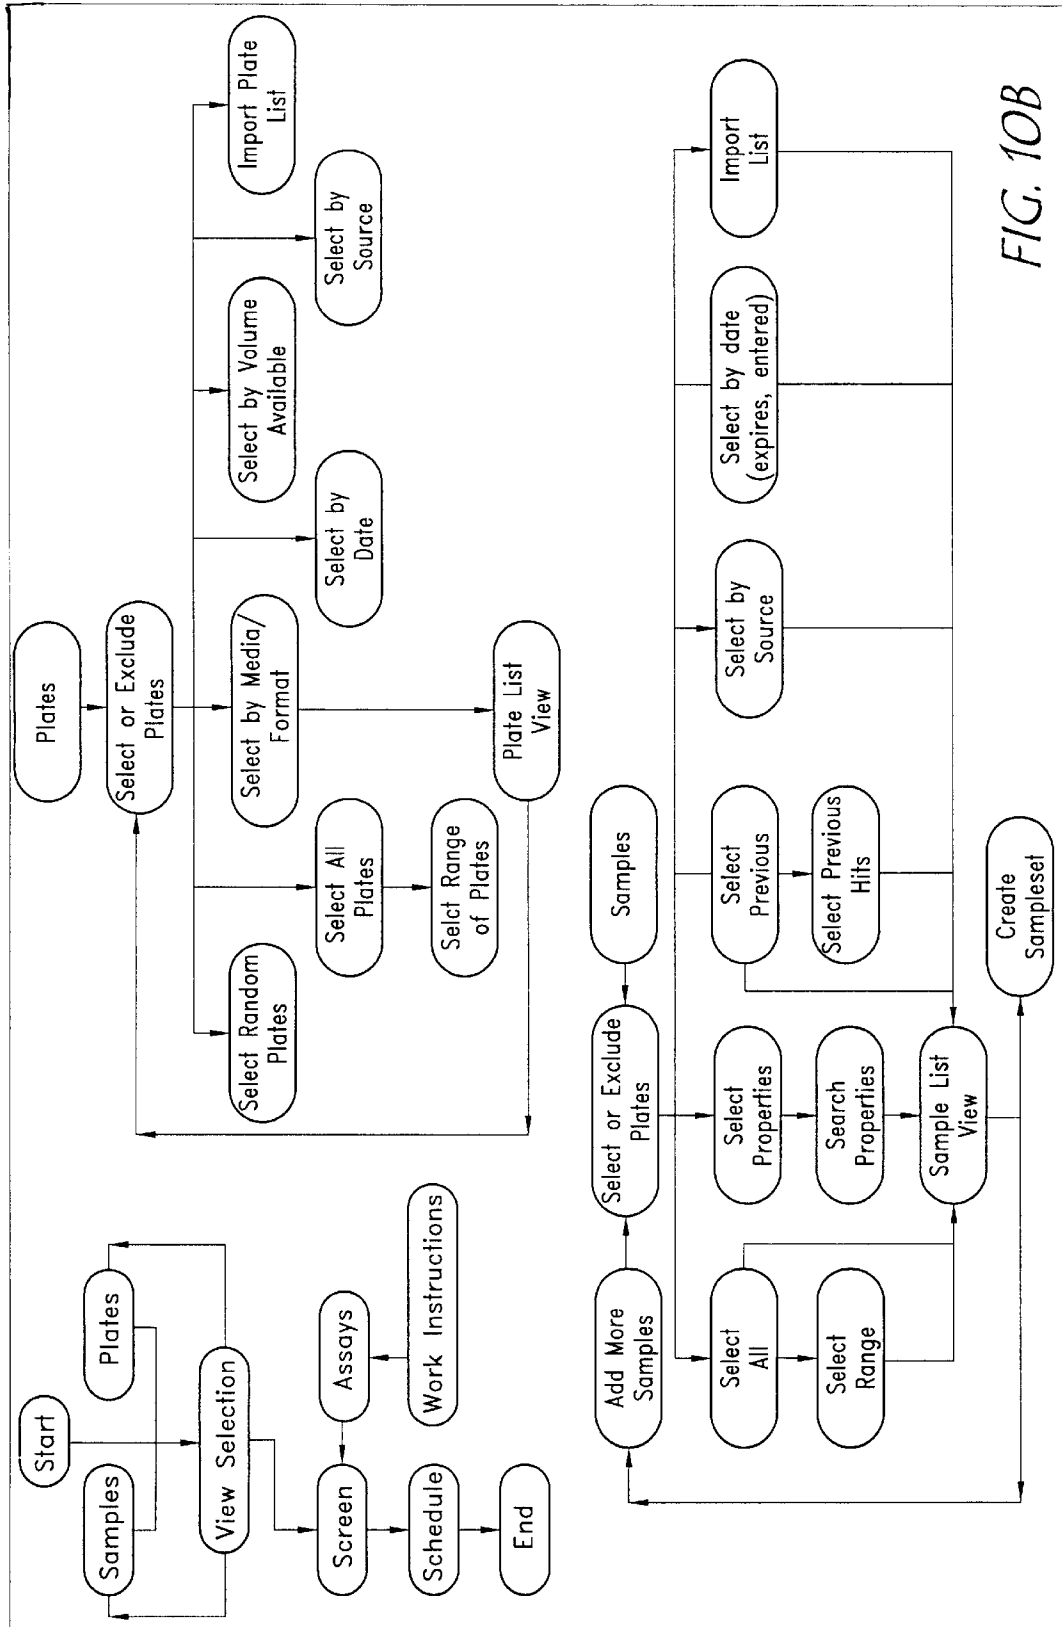 Start
Samples
Plates
View Selection
Screen
Assays
Schedule
Work Instructions
End
Plates
Select or Exclude
Plates
Select Random
Plates
Select by Media/
Format
Select by Volume
Available
Import Plate
List
Select All
Plates
Select by
Date
Select by
Source
Selct Range
of Plates
Plate List
View
Add More
Samples
Select or Exclude
Plates
Samples
Select
All
Select
Properties
Select
Previous
Select by
Source
Select by date
(expires, entered)
Import
List
Select
Range
Search
Properties
Select Previous
Hits
Sample List
View
Create
Sampleset
FIG. 10B